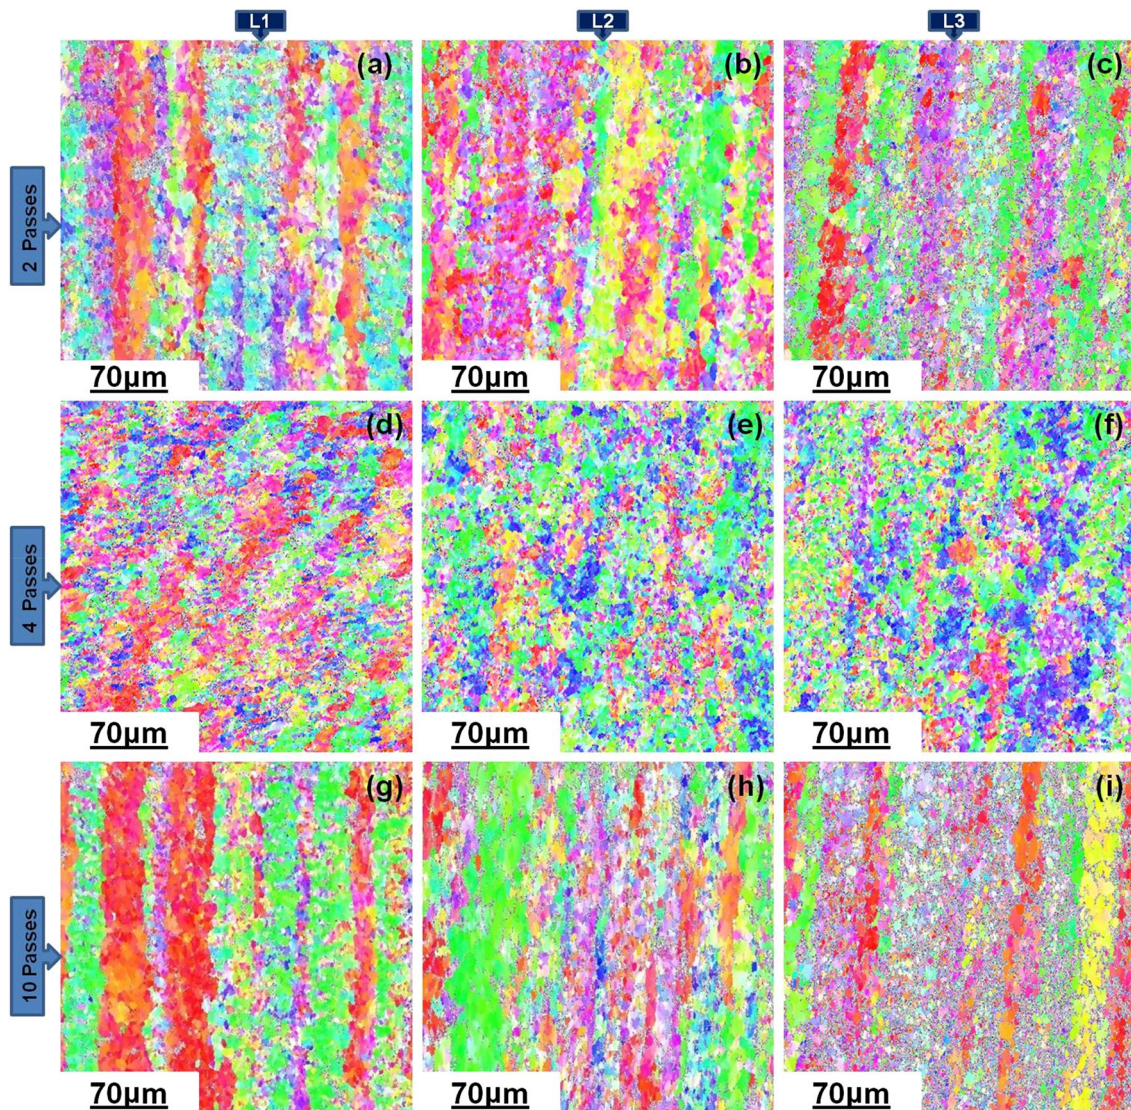 L1
L2
L3
2 Passes
(a)
(b)
(c)
70µm
70µm
70µm
4 Passes
(d)
(e)
(f)
70µm
70µm
70µm
10 Passes
(g)
(h)
(i)
70µm
70µm
70µm